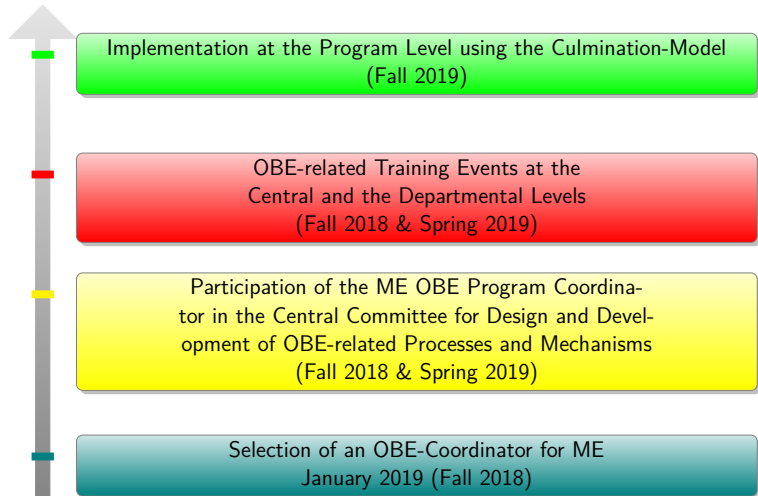 Implementation at the Program Level using the Culmination-Model
(Fall 2019)
OBE-related Training Events at the
Central and the Departmental Levels
(Fall 2018 & Spring 2019)
Participation of the ME OBE Program Coordina-
tor in the Central Committee for Design and Devel-
opment of OBE-related Processes and Mechanisms
(Fall 2018 & Spring 2019)
Selection of an OBE-Coordinator for ME
January 2019 (Fall 2018)